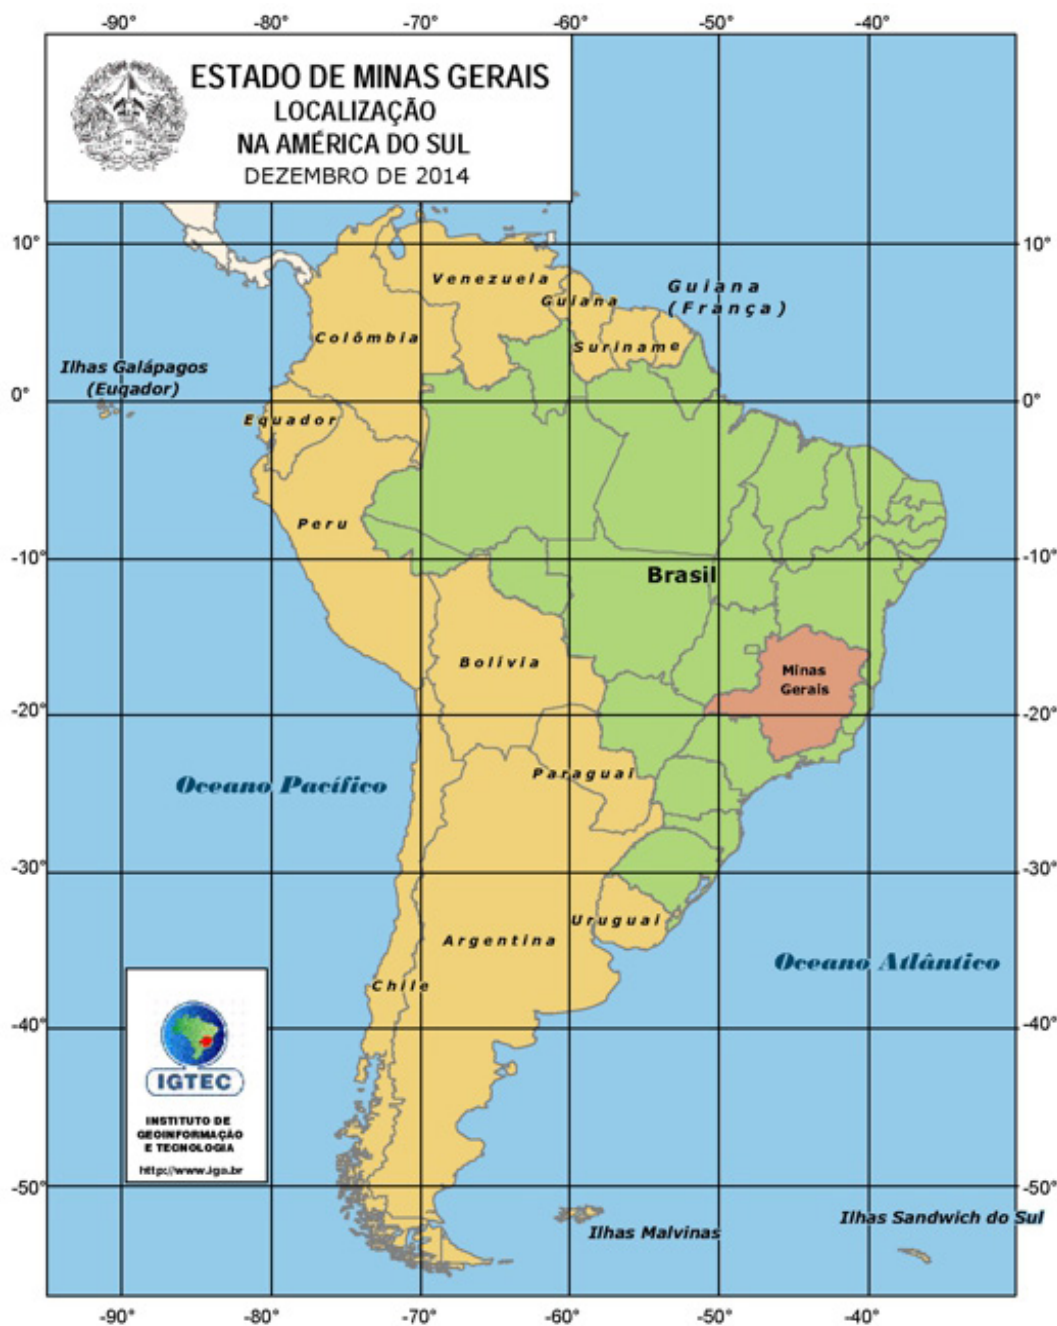 -90° -80° -70° -60° -50° -40°
ESTADO DE MINAS GERAIS
LOCALIZAÇÃO
NA AMÉRICA DO SUL
DEZEMBRO DE 2014
10° 10°
Venezuela
Guiana
(França)
Guiana
Colômbia
Suriname
Ilhas Galápagos
(Euqador)
0° 0°
Equador
Peru
-10° -10°
Brasil
Bolívia
Minas
Gerais
-20° -20°
Paraguai
Oceano Pacífico
-30° -30°
Uruguai
Argentina
Oceano Atlântico
Chile
-40° -40°
IGTEC
INSTITUTO DE
GEOINFORMAÇÃO
E TECNOLOGIA
http://www.iga.br
-50° -50°
Ilhas Sandwich do Sul
Ilhas Malvinas
-90° -80° -70° -60° -50° -40°